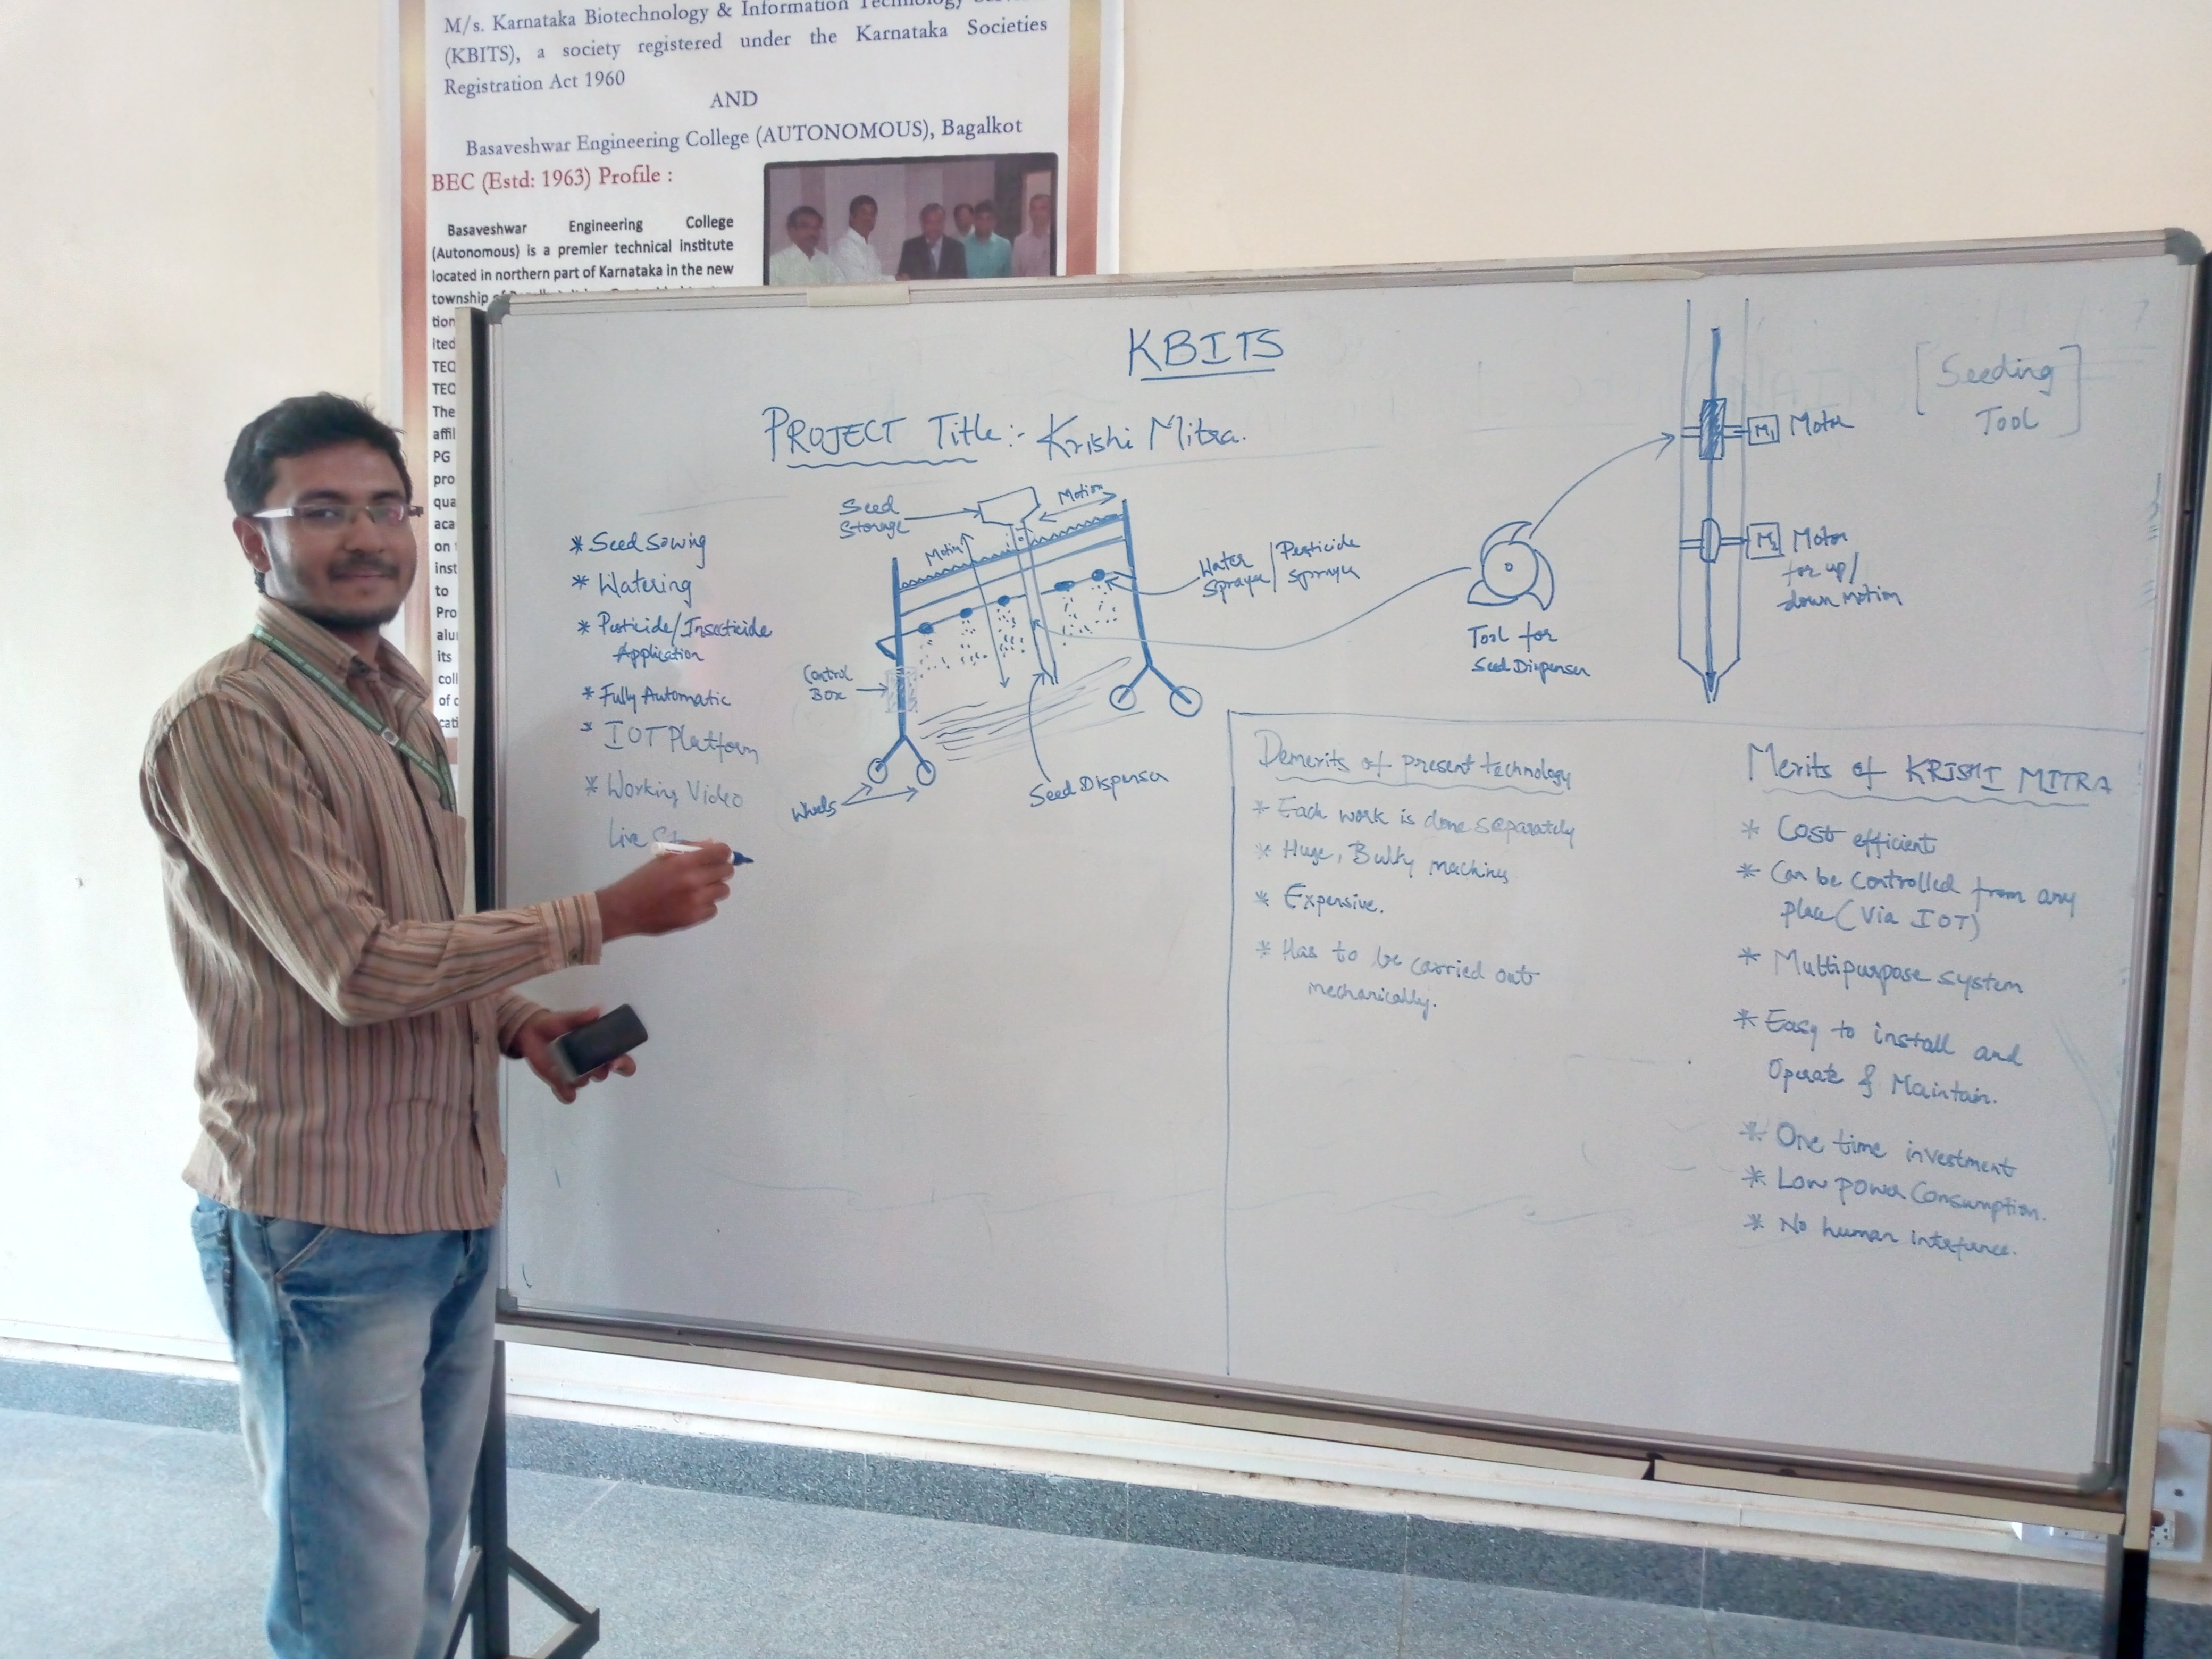 M/s. Karnataka Biotechnology & Information Technology
(KBITS), a society registered under the Karnataka Societies
Registration Act 1960
AND
Basaveshwar Engineering College (AUTONOMOUS), Bagalkot
BEC (Estd: 1963) Profile :
Basaveshwar Engineering College
(Autonomous) is a premier technical institute
located in northern part of Karnataka in the new
township
KBITS
PROJECT Title:- Krishi Mitra.
* Seed Sowing
* Watering
* Pesticide/Insecticide
Application
* Fully Automatic
* IOT Platform
* Working Video
Live
Seed
Storage
Motion
Motion
Water
Sprayer
/
Pesticide
Sprayer
Control
Box
Wheels
Seed Dispenser
Tool for
Seed Dispenser
M1 Motor
M2 Motor
for up/
down motion
[Seeding
Tool]
Demerits of present technology
* Each work is done separately
* Huge, Bulky machines
* Expensive.
* Has to be carried out
mechanically.
Merits of KRISHI MITRA
* Cost efficient
* Can be controlled from any
place (Via IOT)
* Multipurpose system
* Easy to install and
Operate & Maintain.
* One time investment
* Low power Consumption.
* No human interfrence.